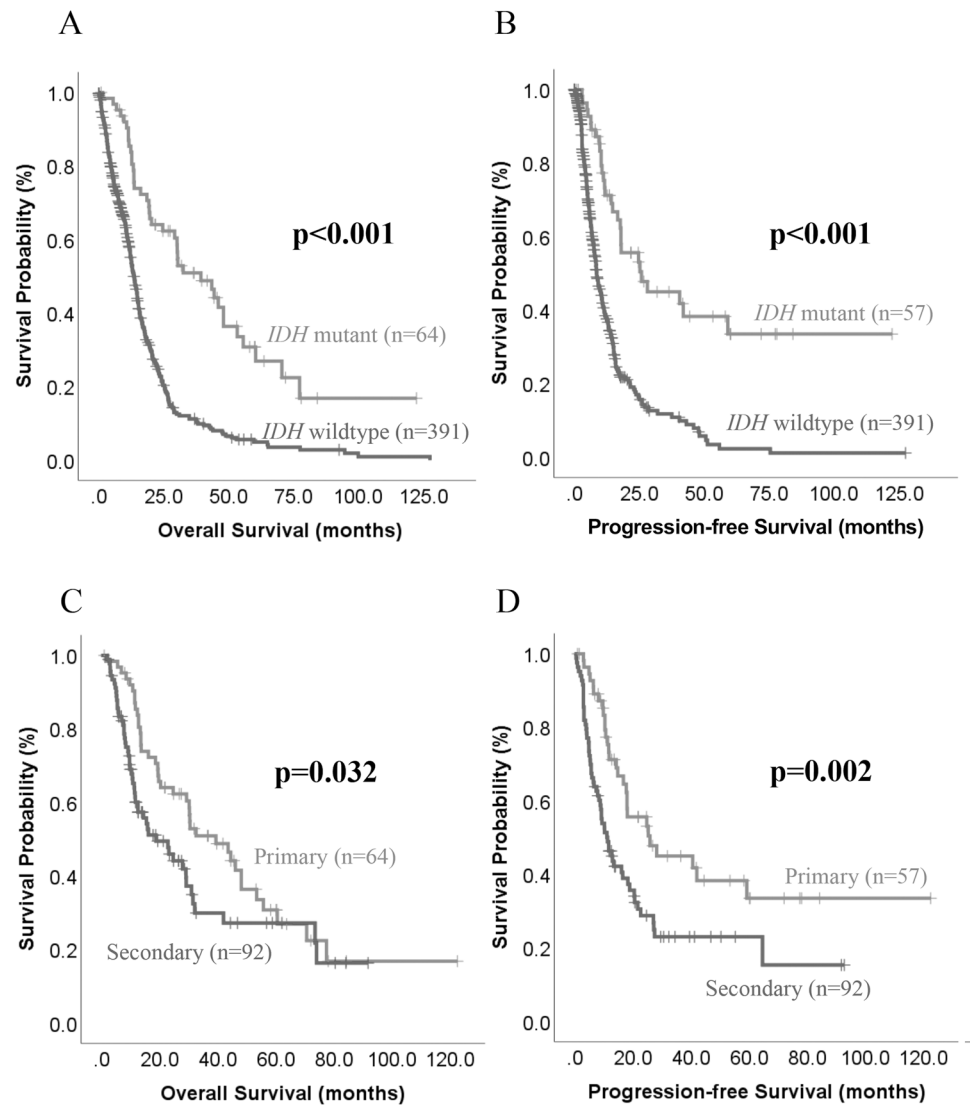 A
Survival Probability (%)
1.0
0.8
0.6
0.4
0.2
0.0
p<0.001
IDH mutant (n=64)
IDH wildtype (n=391)
.0 25.0 50.0 75.0 100.0 125.0
Overall Survival (months)
B
Survival Probability (%)
1.0
0.8
0.6
0.4
0.2
0.0
p<0.001
IDH mutant (n=57)
IDH wildtype (n=391)
.0 25.0 50.0 75.0 100.0 125.0
Progression-free Survival (months)
C
Survival Probability (%)
1.0
0.8
0.6
0.4
0.2
0.0
p=0.032
Primary (n=64)
Secondary (n=92)
.0 20.0 40.0 60.0 80.0 100.0 120.0
Overall Survival (months)
D
Survival Probability (%)
1.0
0.8
0.6
0.4
0.2
0.0
p=0.002
Primary (n=57)
Secondary (n=92)
.0 20.0 40.0 60.0 80.0 100.0 120.0
Progression-free Survival (months)